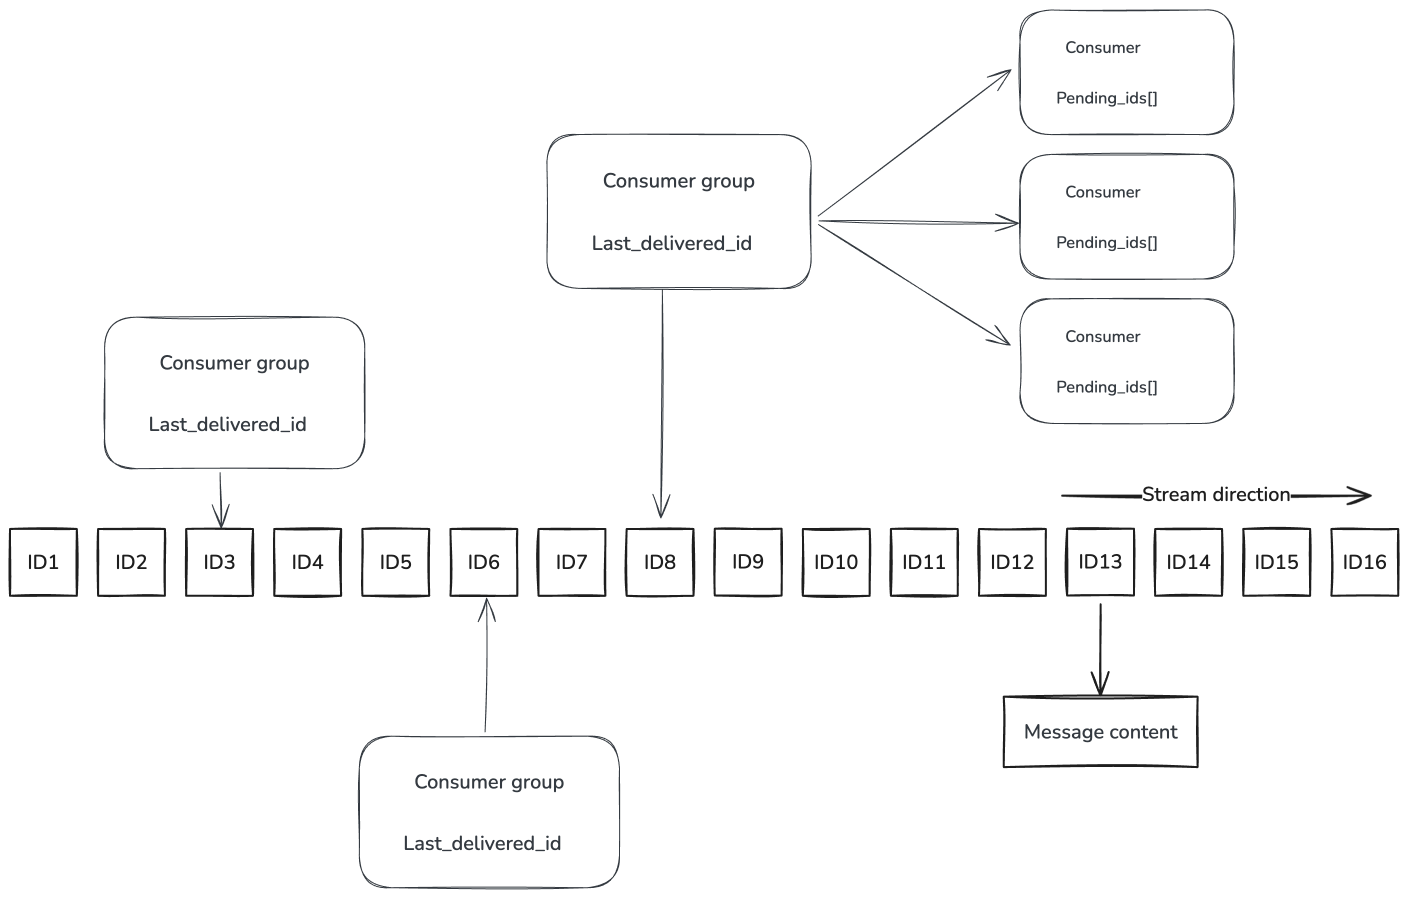 Consumer
Pending_ids[]
Consumer group
Last_delivered_id
Consumer
Pending_ids[]
Consumer
Pending_ids[]
Consumer group
Last_delivered_id
Stream direction
ID1
ID2
ID3
ID4
ID5
ID6
ID7
ID8
ID9
ID10
ID11
ID12
ID13
ID14
ID15
ID16
Message content
Consumer group
Last_delivered_id